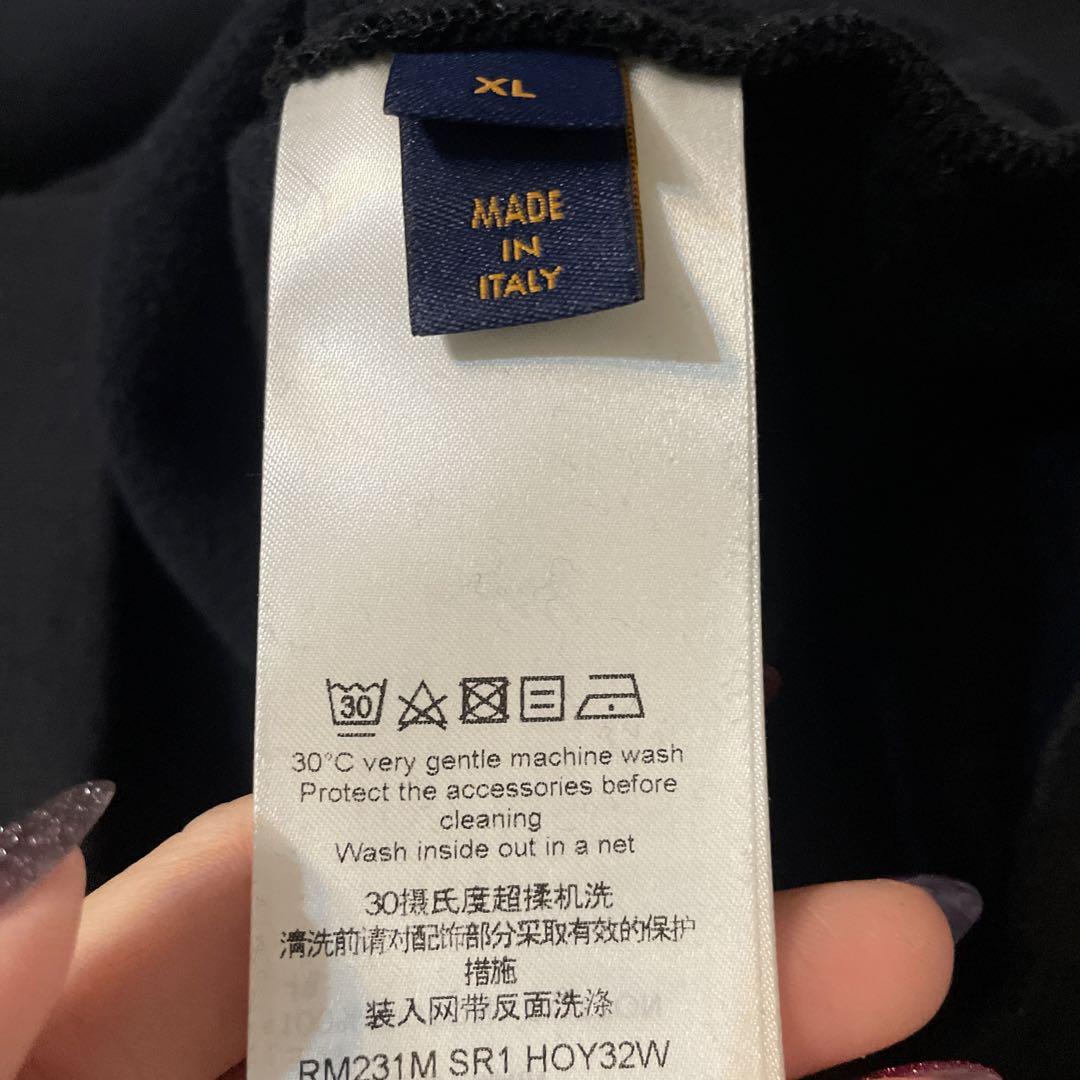 XL
MADE
IN
ITALY
30
30°C very gentle machine wash
Protect the accessories before
cleaning
Wash inside out in a net
30摄氏度超揉机洗
清洗前请对配饰部分采取有效的保护
措施
装入网带反面洗涤
RM231M SR1 HOY32W